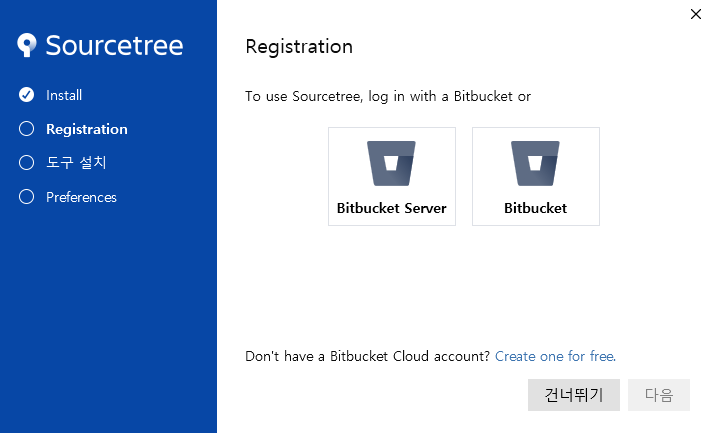 Sourcetree
Install
Registration
도구 설치
Preferences
Registration
To use Sourcetree, log in with a Bitbucket or
Bitbucket Server
Bitbucket
Don't have a Bitbucket Cloud account? Create one for free.
건너뛰기
다음